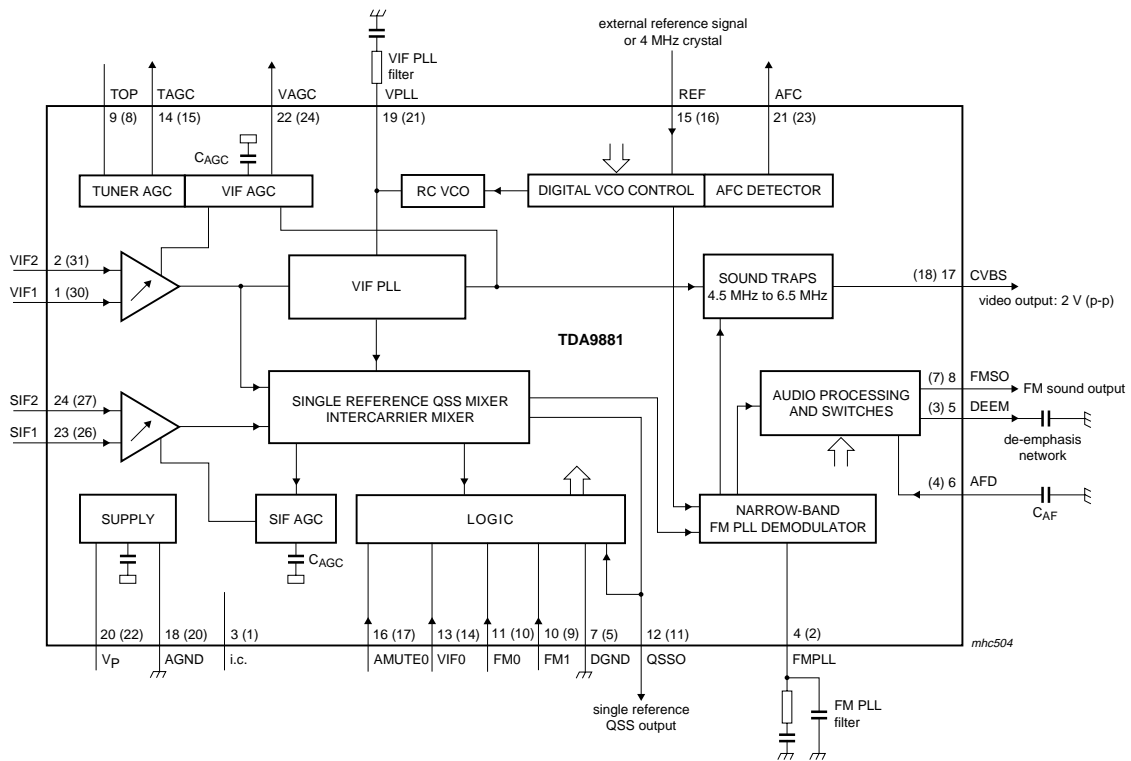 external reference signal
or 4 MHz crystal
VIF PLL
filter
TOP TAGC VAGC VPLL REF AFC
9 (8) 14 (15) 22 (24) 19 (21) 15 (16) 21 (23)
CAGC
TUNER AGC VIF AGC RC VCO DIGITAL VCO CONTROL AFC DETECTOR
VIF2 2 (31)
VIF1 1 (30)
VIF PLL
SOUND TRAPS
4.5 MHz to 6.5 MHz
(18) 17 CVBS
video output: 2 V (p-p)
TDA9881
SIF2 24 (27)
SIF1 23 (26)
SINGLE REFERENCE QSS MIXER
INTERCARRIER MIXER
AUDIO PROCESSING
AND SWITCHES
(7) 8 FMSO
FM sound output
(3) 5 DEEM
de-emphasis
network
(4) 6 AFD
CAF
SUPPLY
SIF AGC
CAGC
LOGIC
NARROW-BAND
FM PLL DEMODULATOR
20 (22) 18 (20) 3 (1) 16 (17) 13 (14) 11 (10) 10 (9) 7 (5) 12 (11) 4 (2)
mhc504
VP AGND i.c. AMUTE0 VIF0 FM0 FM1 DGND QSSO FMPLL
single reference
QSS output
FM PLL
filter